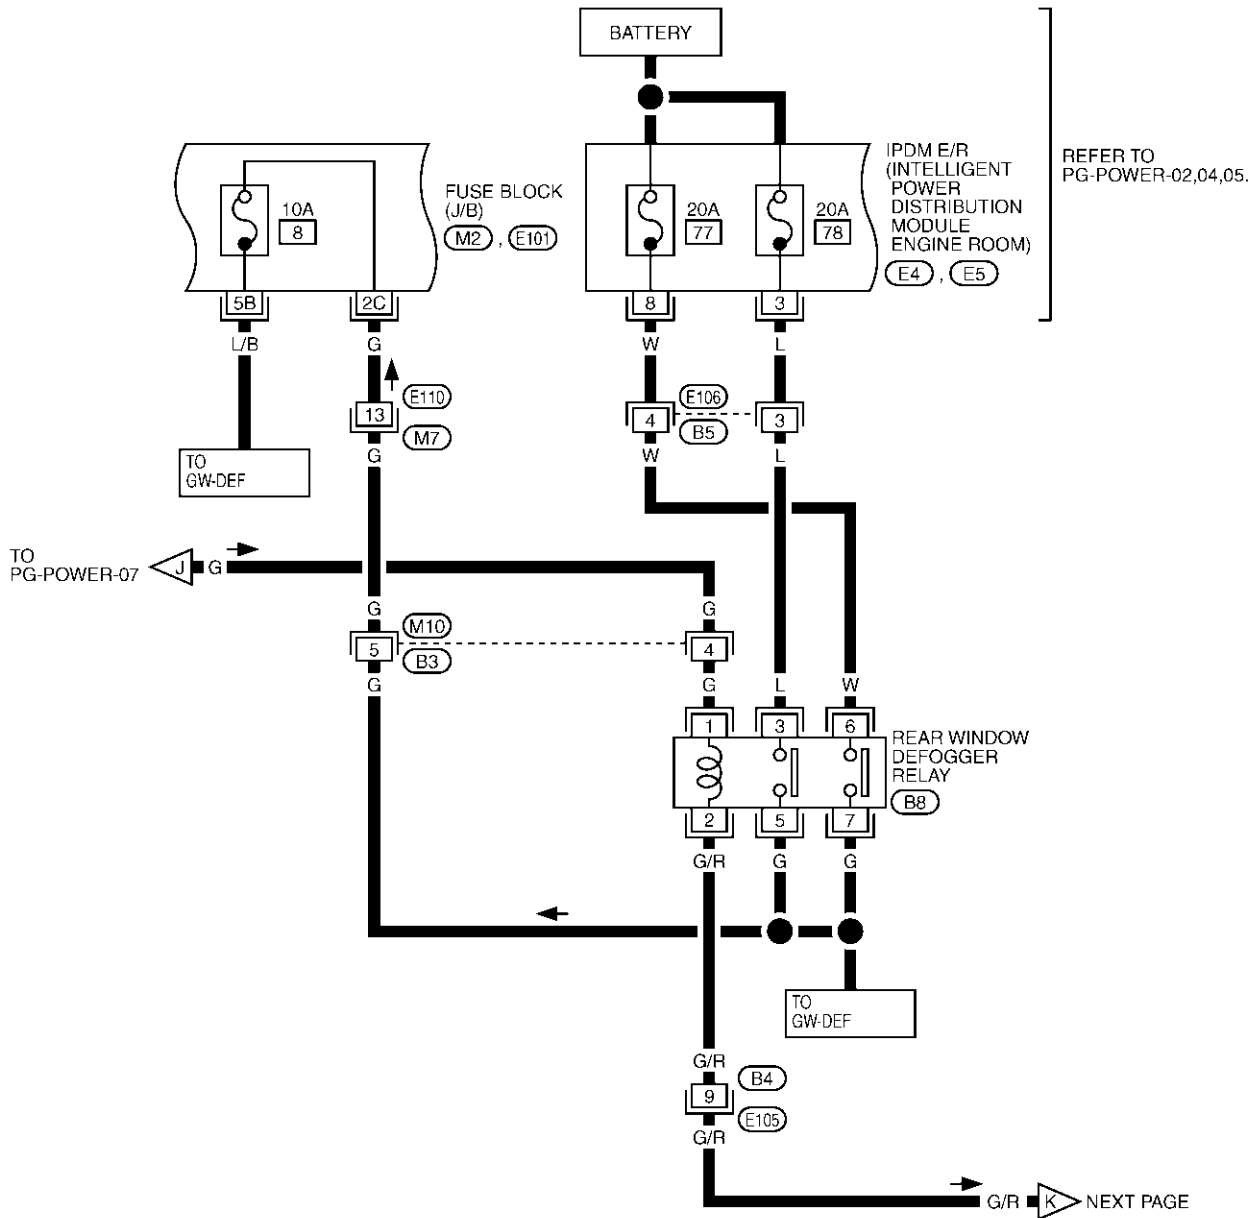 BATTERY
IPDM E/R
(INTELLIGENT
POWER
DISTRIBUTION
MODULE
ENGINE ROOM)
E4 , E5
REFER TO
PG-POWER-02,04,05.
FUSE BLOCK
(J/B)
M2 , E101
10A
8
20A
77
20A
78
5B
2C
8
3
L/B
G
W
L
13
E110
M7
4
E106
B5
3
G
W
L
TO
GW-DEF
TO
PG-POWER-07
J
G
G
G
5
M10
B3
4
G
G
L
W
1
3
6
REAR WINDOW
DEFOGGER
RELAY
B8
2
5
7
G/R
G
G
TO
GW-DEF
G/R
9
B4
E105
G/R
G/R
K
NEXT PAGE